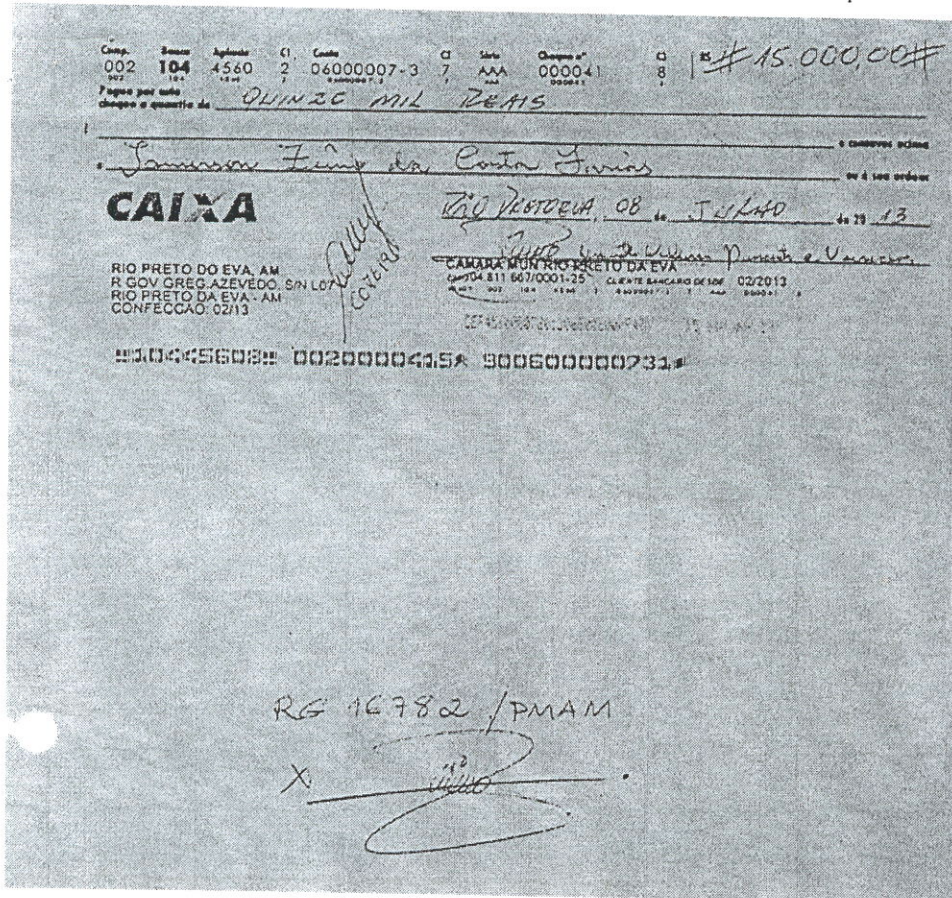 Comp. Banco Agência C1 Conta C2 Série Cheque nº C3 R$ # 15.000,00 #
002 104 4560 2 06000007-3 7 AAA 000041 8
Pague por este
cheque a quantia de QUINZE MIL REAIS
e centavos acima
a da Costa Farias ou à sua ordem
CAIXA
08 de JULHO de 20 13
RIO PRETO DO EVA, AM
R GOV GREG.AZEVEDO, S/N L07
RIO PRETO DA EVA - AM
CONFECCAO: 02/13
CAMARA MUN RIO PRETO DA EVA
04.811.667/0001-25 CLIENTE BANCÁRIO DESDE 02/2013
RG 16782 /PMAM
X